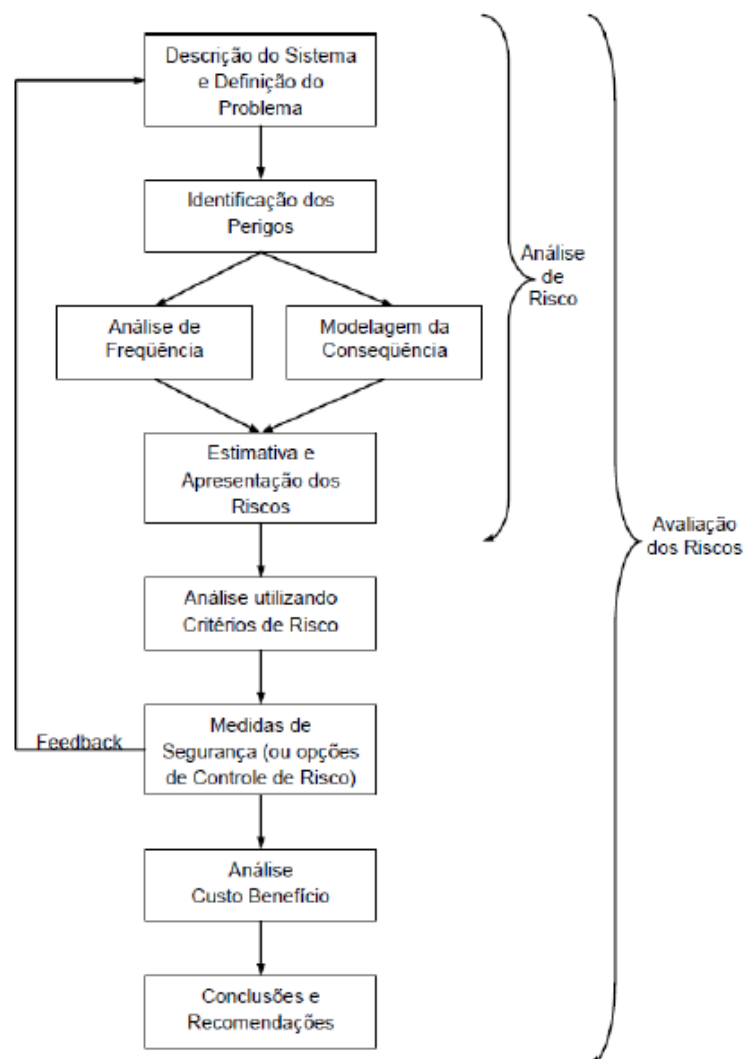 Descrição do Sistema
e Definição do
Problema
Identificação dos
Perigos
Análise
de
Risco
Análise de
Freqüência
Modelagem da
Conseqüência
Estimativa e
Apresentação dos
Riscos
Avaliação
dos Riscos
Análise utilizando
Critérios de Risco
Feedback
Medidas de
Segurança (ou opções
de Controle de Risco)
Análise
Custo Benefício
Conclusões e
Recomendações